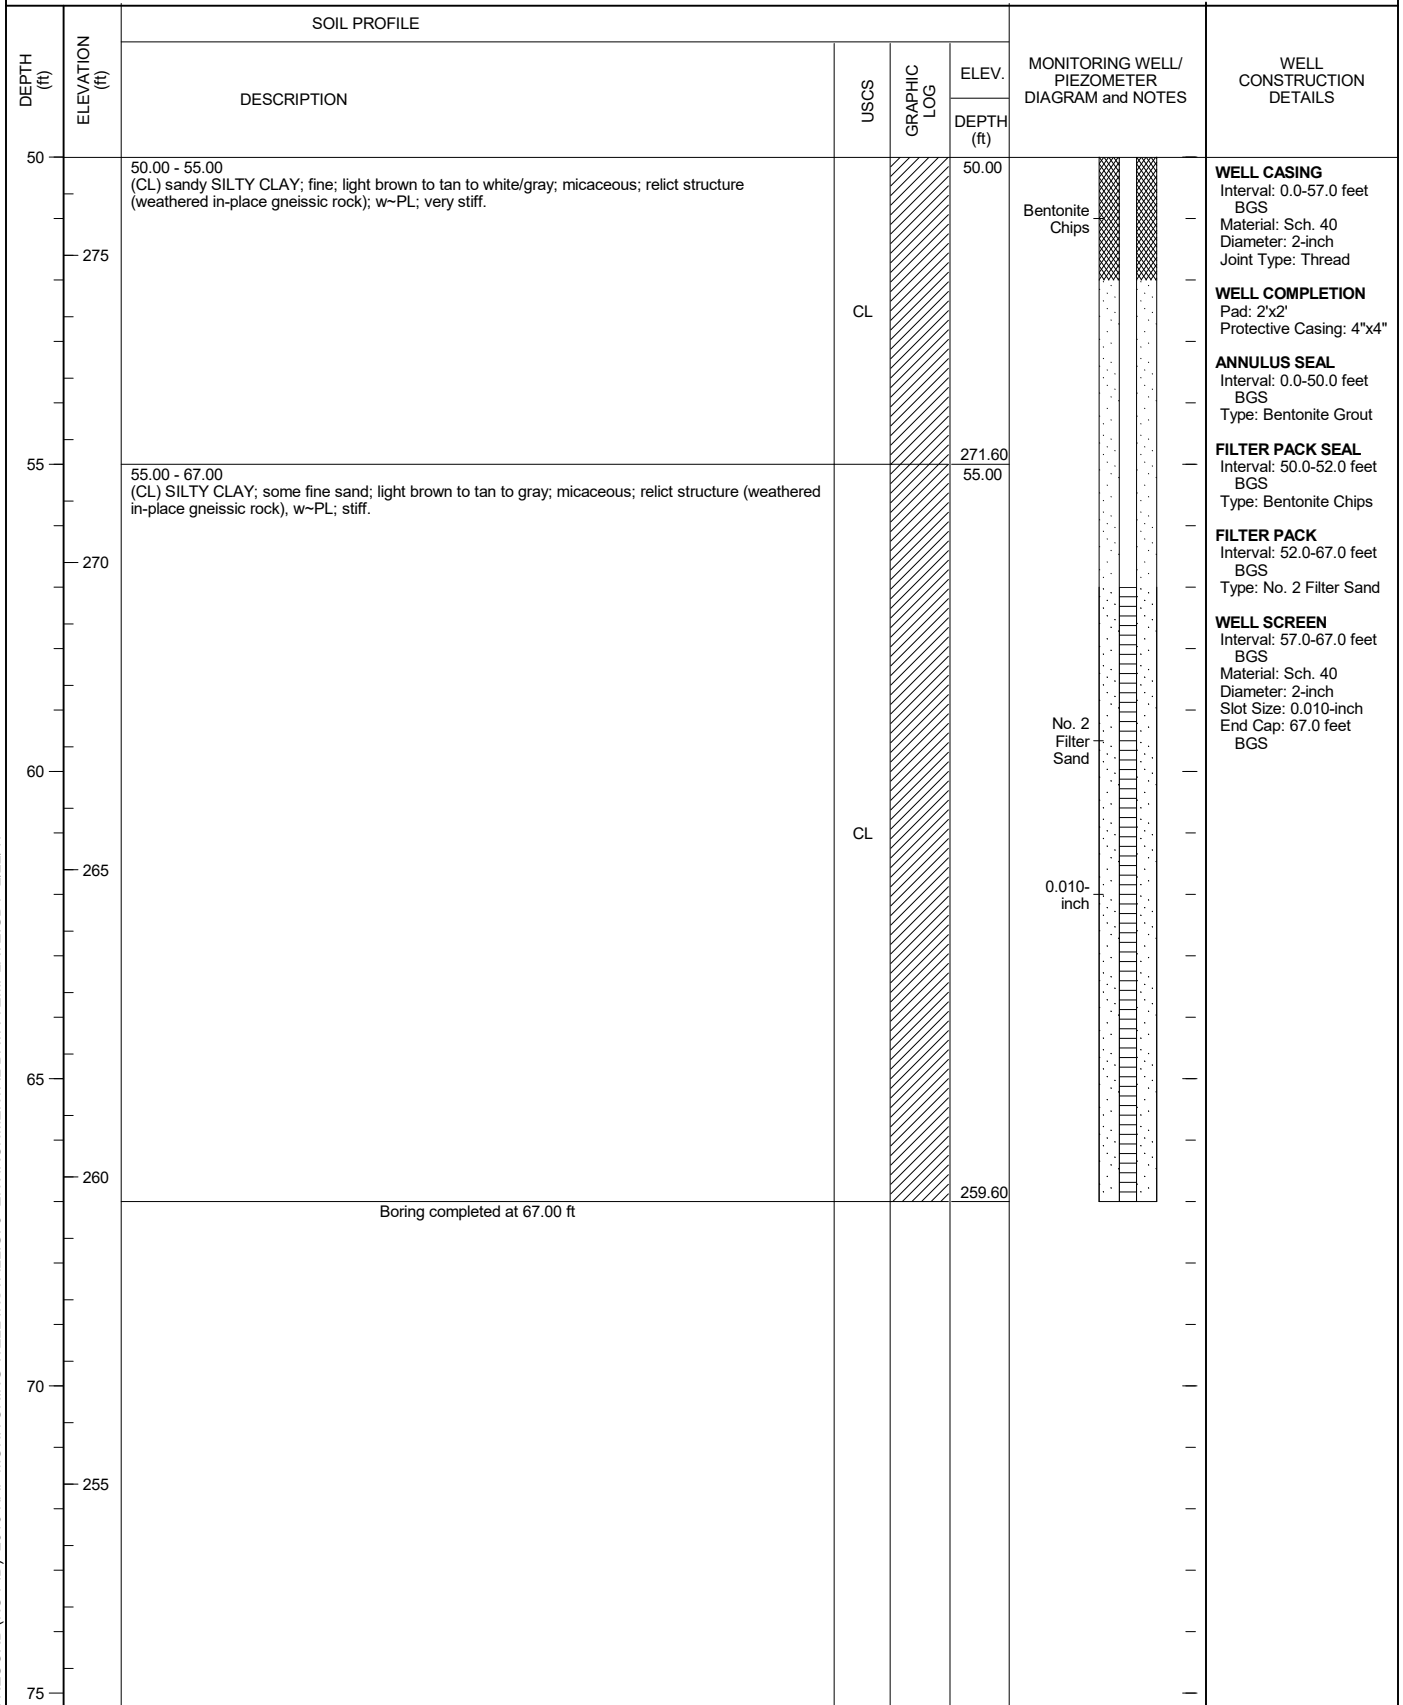 SOIL PROFILE
DEPTH
(ft)
ELEVATION
(ft)
DESCRIPTION
USCS
GRAPHIC
LOG
ELEV.
DEPTH
(ft)
MONITORING WELL/
PIEZOMETER
DIAGRAM and NOTES
WELL
CONSTRUCTION
DETAILS
50
50.00 - 55.00
(CL) sandy SILTY CLAY; fine; light brown to tan to white/gray; micaceous; relict structure
(weathered in-place gneissic rock); w~PL; very stiff.
50.00
Bentonite
Chips
275
CL
271.60
55
55.00 - 67.00
(CL) SILTY CLAY; some fine sand; light brown to tan to gray; micaceous; relict structure (weathered
in-place gneissic rock), w~PL; stiff.
55.00
270
No. 2
Filter
Sand
60
CL
265
0.010-
inch
65
260
259.60
Boring completed at 67.00 ft
70
255
75
WELL CASING
Interval: 0.0-57.0 feet
BGS
Material: Sch. 40
Diameter: 2-inch
Joint Type: Thread
WELL COMPLETION
Pad: 2'x2'
Protective Casing: 4"x4"
ANNULUS SEAL
Interval: 0.0-50.0 feet
BGS
Type: Bentonite Grout
FILTER PACK SEAL
Interval: 50.0-52.0 feet
BGS
Type: Bentonite Chips
FILTER PACK
Interval: 52.0-67.0 feet
BGS
Type: No. 2 Filter Sand
WELL SCREEN
Interval: 57.0-67.0 feet
BGS
Material: Sch. 40
Diameter: 2-inch
Slot Size: 0.010-inch
End Cap: 67.0 feet
BGS